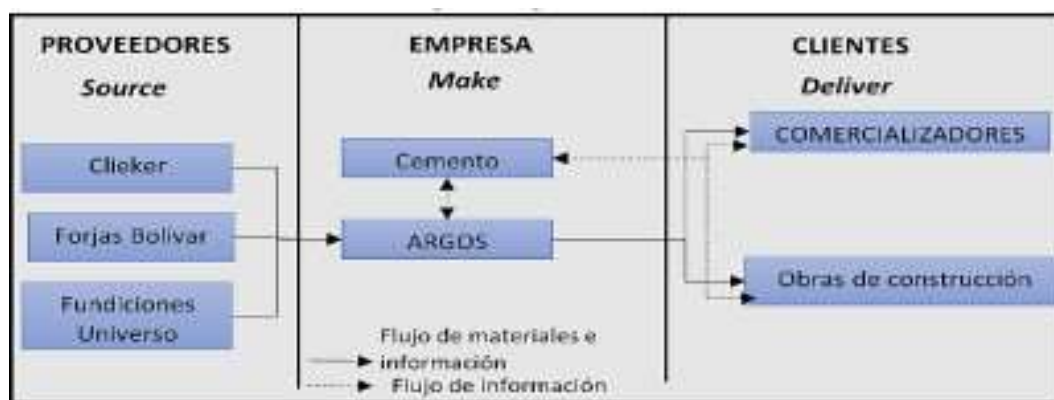 PROVEEDORES
Source
Clieker
Forjas Bolivar
Fundiciones
Universo
EMPRESA
Make
Cemento
ARGOS
Flujo de materiales e
información
Flujo de información
CLIENTES
Deliver
COMERCIALIZADORES
Obras de construcción